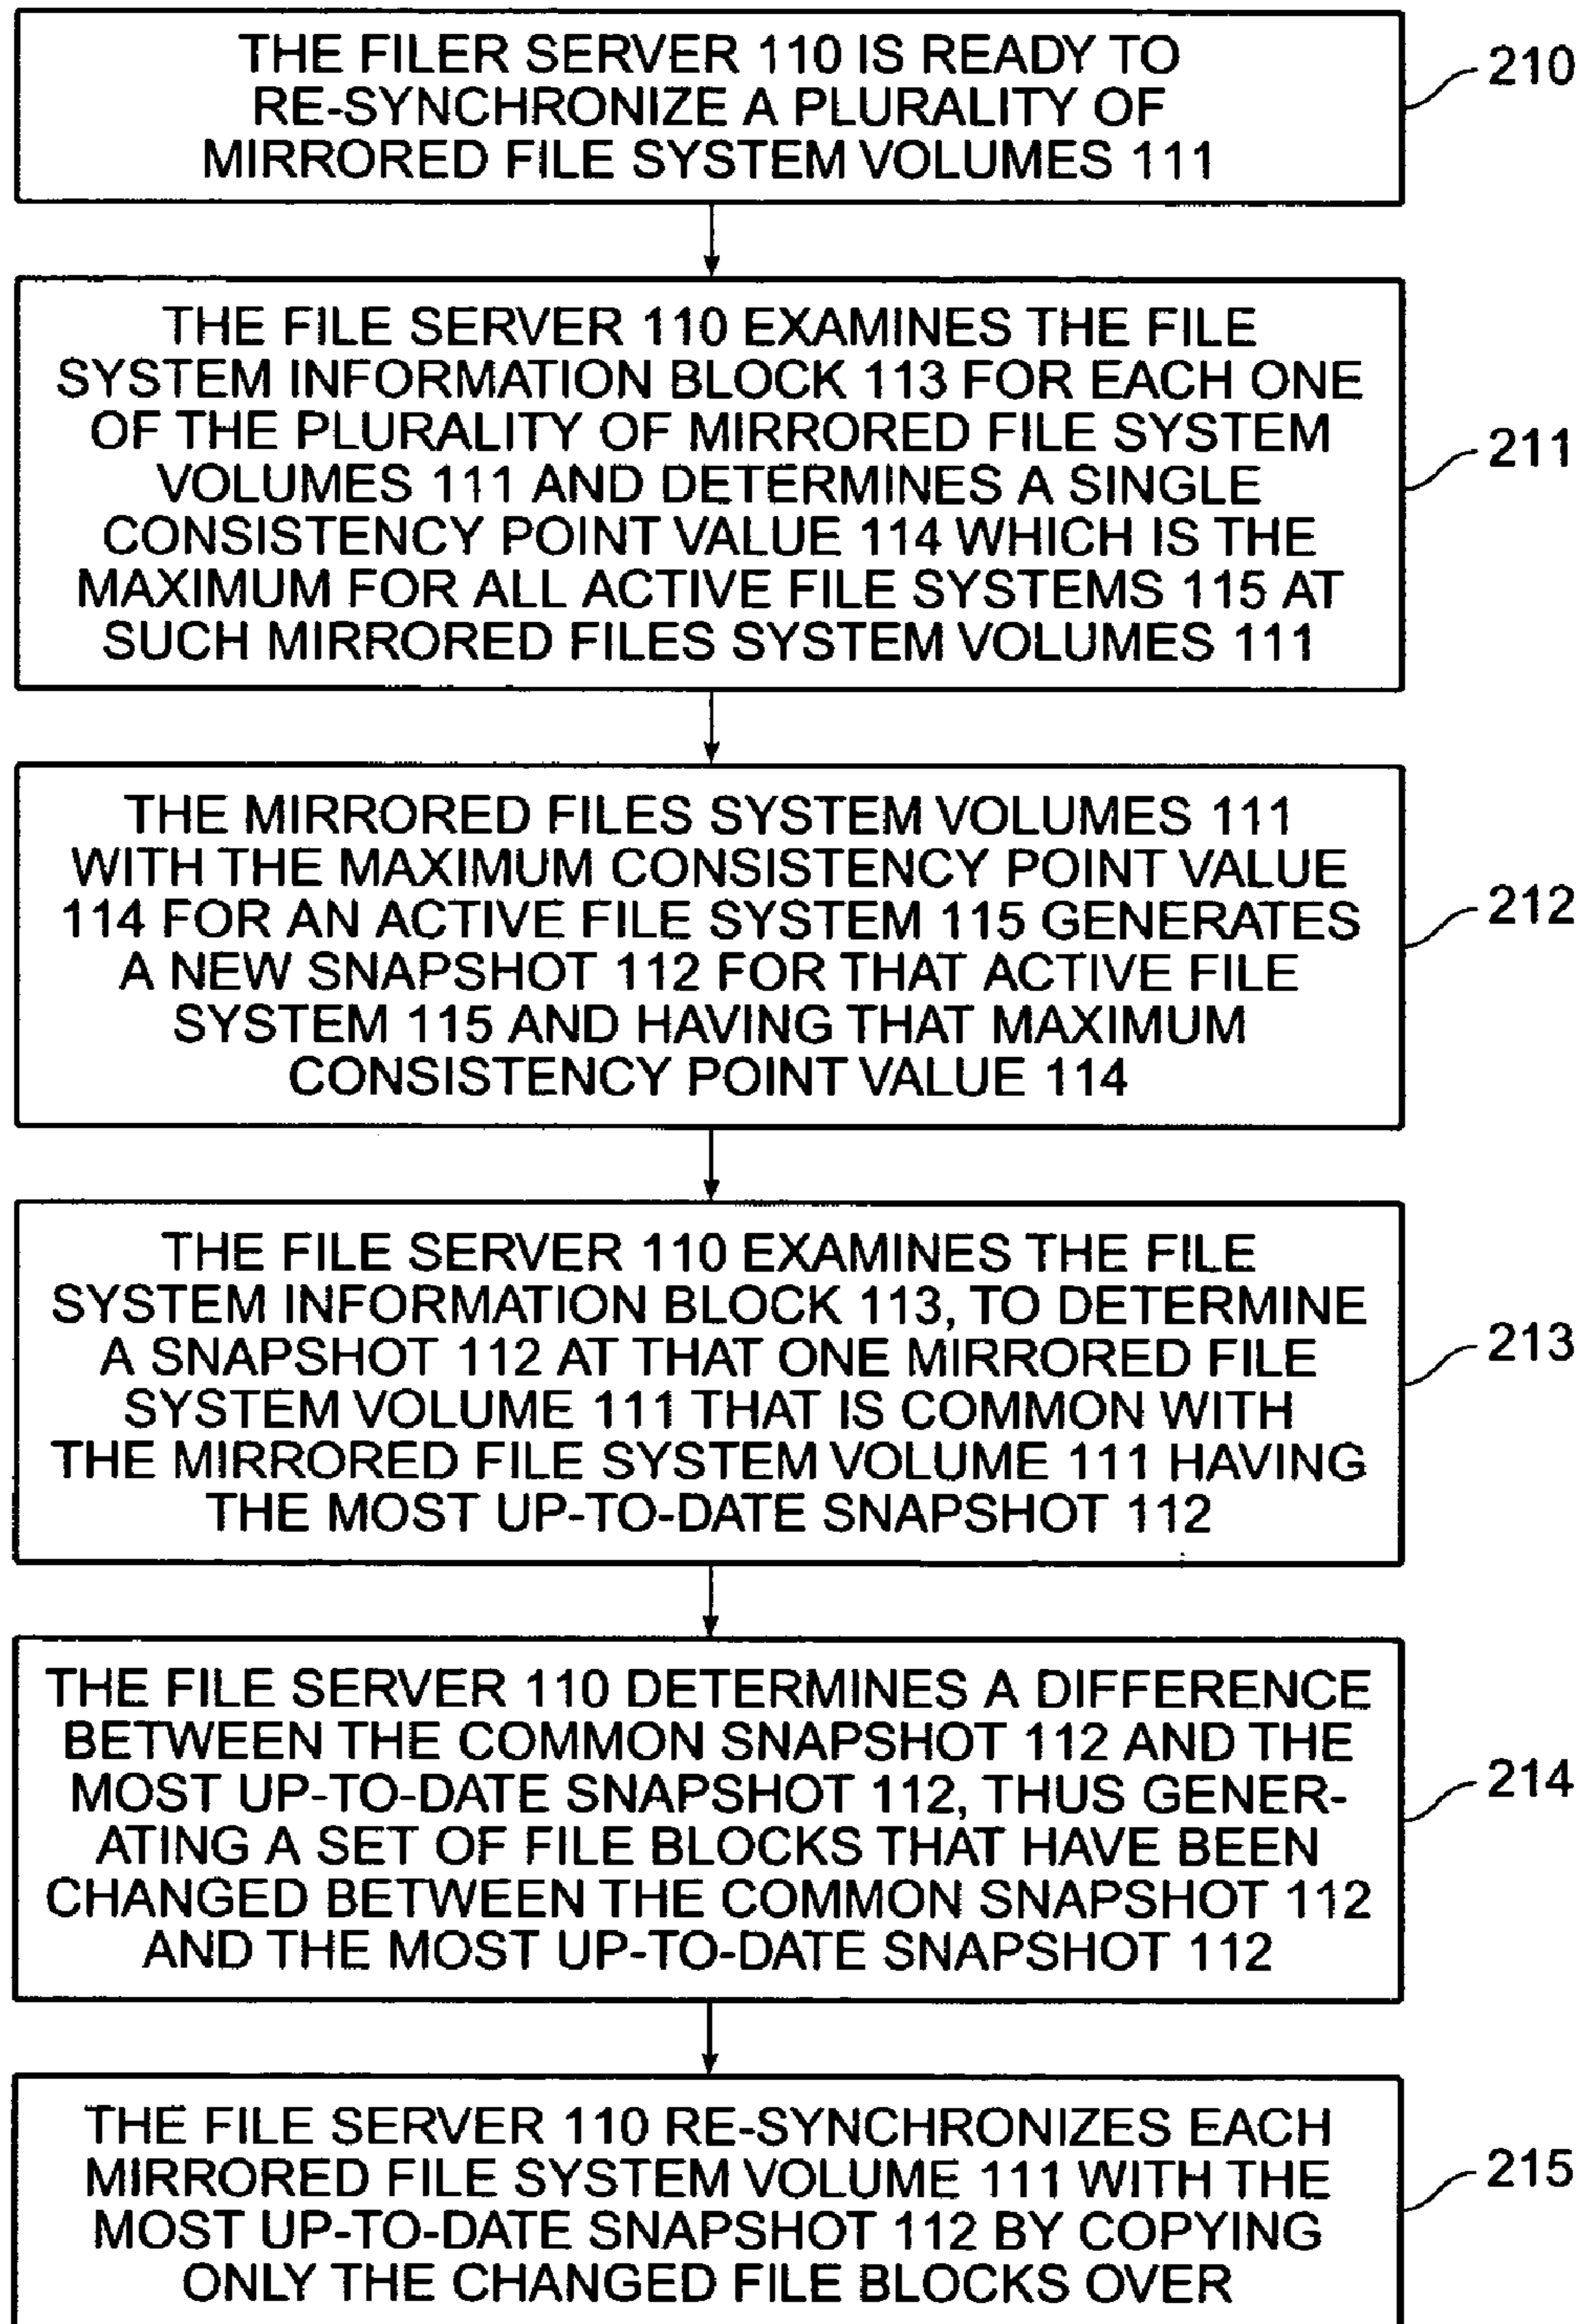 THE FILER SERVER 110 IS READY TO
RE-SYNCHRONIZE A PLURALITY OF
MIRRORED FILE SYSTEM VOLUMES 111
210
THE FILE SERVER 110 EXAMINES THE FILE
SYSTEM INFORMATION BLOCK 113 FOR EACH ONE
OF THE PLURALITY OF MIRRORED FILE SYSTEM
VOLUMES 111 AND DETERMINES A SINGLE
CONSISTENCY POINT VALUE 114 WHICH IS THE
MAXIMUM FOR ALL ACTIVE FILE SYSTEMS 115 AT
SUCH MIRRORED FILES SYSTEM VOLUMES 111
211
THE MIRRORED FILES SYSTEM VOLUMES 111
WITH THE MAXIMUM CONSISTENCY POINT VALUE
114 FOR AN ACTIVE FILE SYSTEM 115 GENERATES
A NEW SNAPSHOT 112 FOR THAT ACTIVE FILE
SYSTEM 115 AND HAVING THAT MAXIMUM
CONSISTENCY POINT VALUE 114
212
THE FILE SERVER 110 EXAMINES THE FILE
SYSTEM INFORMATION BLOCK 113, TO DETERMINE
A SNAPSHOT 112 AT THAT ONE MIRRORED FILE
SYSTEM VOLUME 111 THAT IS COMMON WITH
THE MIRRORED FILE SYSTEM VOLUME 111 HAVING
THE MOST UP-TO-DATE SNAPSHOT 112
213
THE FILE SERVER 110 DETERMINES A DIFFERENCE
BETWEEN THE COMMON SNAPSHOT 112 AND THE
MOST UP-TO-DATE SNAPSHOT 112, THUS GENER-
ATING A SET OF FILE BLOCKS THAT HAVE BEEN
CHANGED BETWEEN THE COMMON SNAPSHOT 112
AND THE MOST UP-TO-DATE SNAPSHOT 112
214
THE FILE SERVER 110 RE-SYNCHRONIZES EACH
MIRRORED FILE SYSTEM VOLUME 111 WITH THE
MOST UP-TO-DATE SNAPSHOT 112 BY COPYING
ONLY THE CHANGED FILE BLOCKS OVER
215